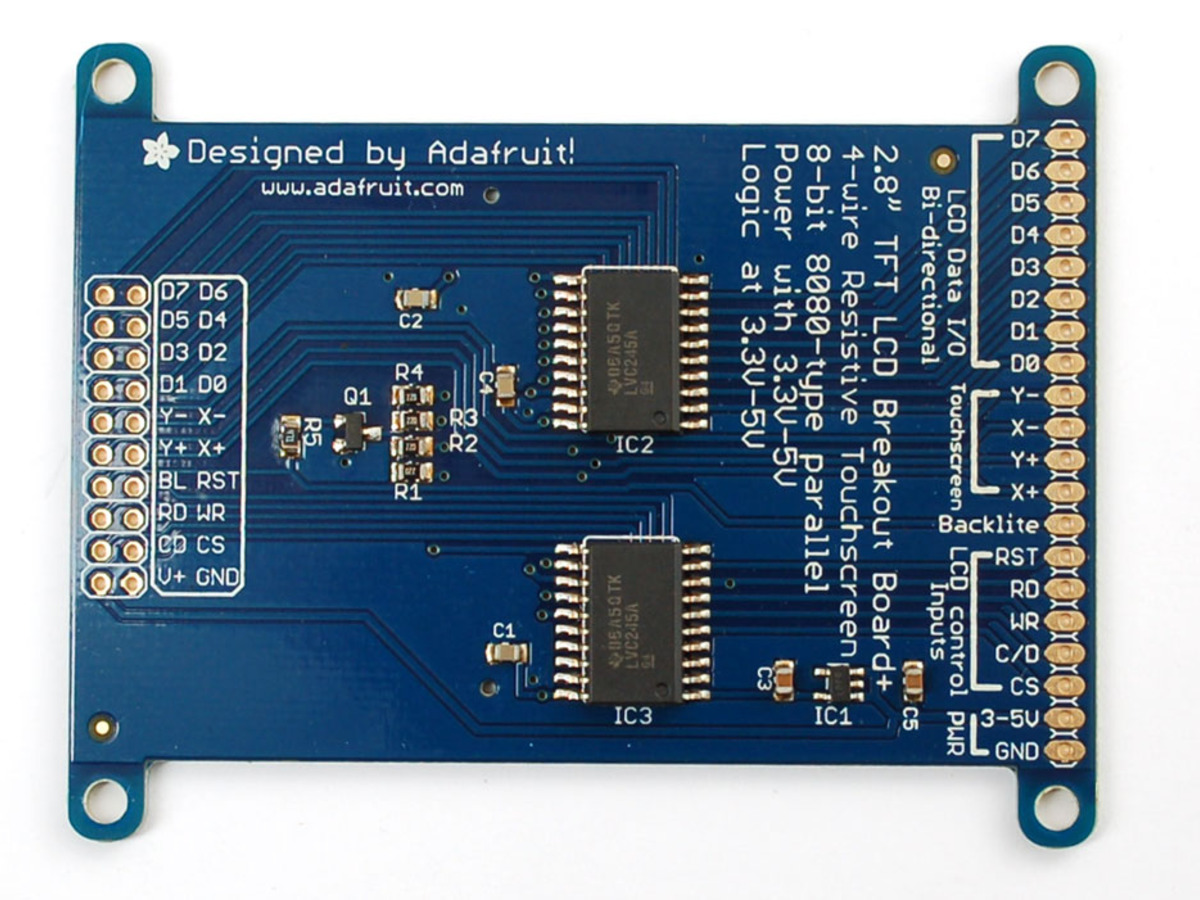 Designed by Adafruit!
www.adafruit.com
2.8" TFT LCD Breakout Board+
4-wire Resistive Touchscreen
8-bit 8080-type parallel
Power with 3.3V-5V
Logic at 3.3V-5V
D7 D6
D5 D4
D3 D2
D1 D0
Y- X-
Y+ X+
BL RST
RD WR
CD CS
V+ GND
C2
C4
R4
Q1
R3
R5
R2
R1
IC2
LVC245A
C1
IC3
LVC245A
C3
IC1
C5
LCD Data I/O
Bi-directional
D7
D6
D5
D4
D3
D2
D1
D0
Touchscreen
Y-
X-
Y+
X+
Backlite
LCD control
Inputs
RST
RD
WR
C/D
CS
PWR
3-5V
GND